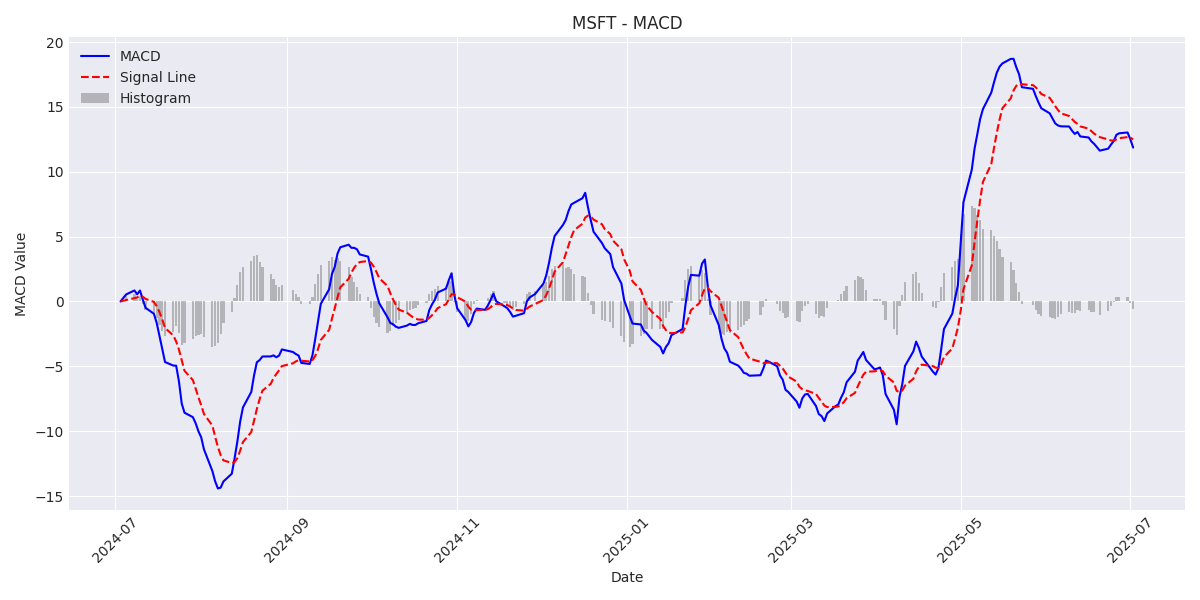 MSFT - MACD
MACD
Signal Line
Histogram
MACD Value
20
15
10
5
0
−5
−10
−15
2024-07
2024-09
2024-11
2025-01
2025-03
2025-05
2025-07
Date